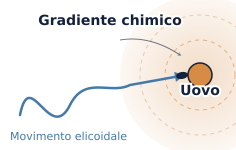 Gradiente chimico
Uovo
Movimento elicoidale